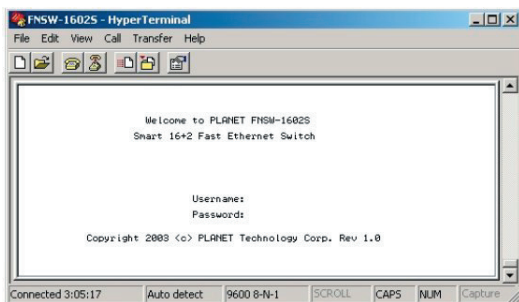 FNSW-1602S - HyperTerminal
File Edit View Call Transfer Help
Welcome to PLANET FNSW-1602S
Smart 16+2 Fast Ethernet Switch
Username:
Password:
Copyright 2003 (c) PLANET Technology Corp. Rev 1.0
Connected 3:05:17 Auto detect 9600 8-N-1 SCROLL CAPS NUM Capture